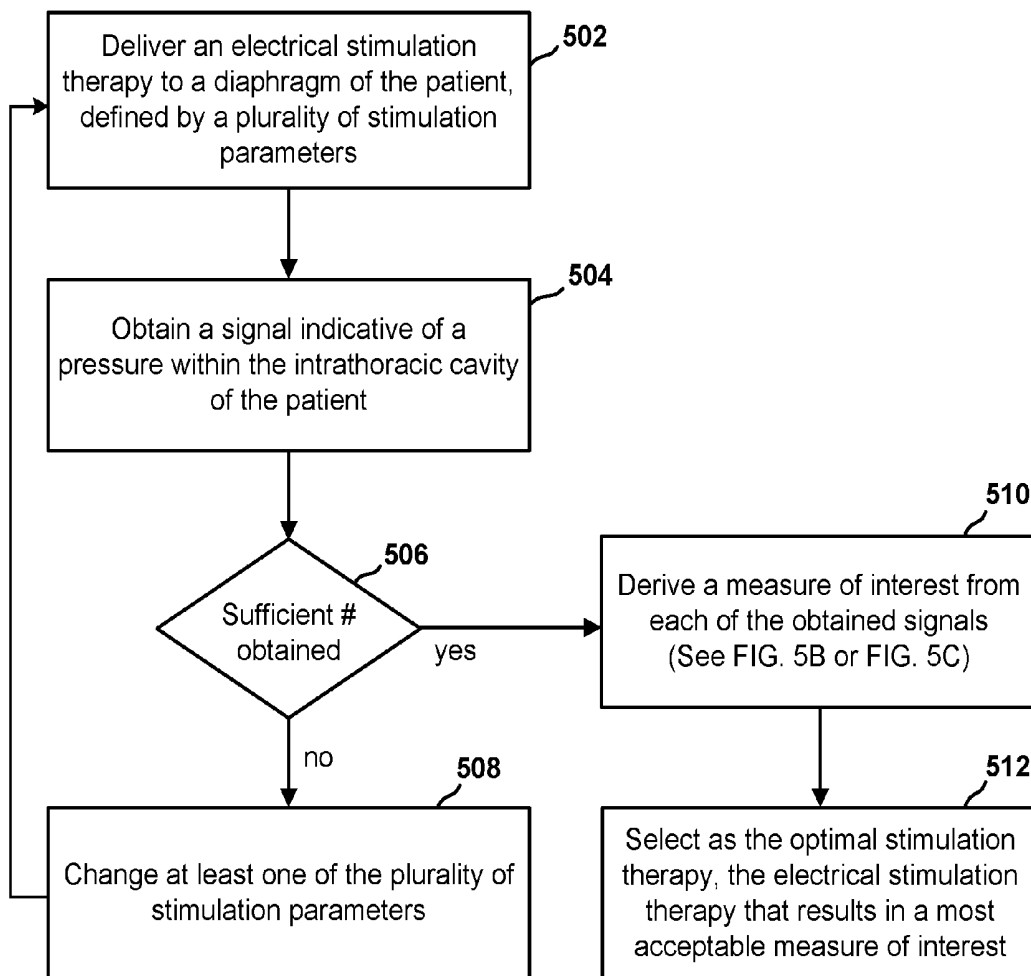 502
Deliver an electrical stimulation
therapy to a diaphragm of the patient,
defined by a plurality of stimulation
parameters
504
Obtain a signal indicative of a
pressure within the intrathoracic cavity
of the patient
506
Sufficient #
obtained
yes
no
510
Derive a measure of interest from
each of the obtained signals
(See FIG. 5B or FIG. 5C)
508
Change at least one of the plurality of
stimulation parameters
512
Select as the optimal stimulation
therapy, the electrical stimulation
therapy that results in a most
acceptable measure of interest